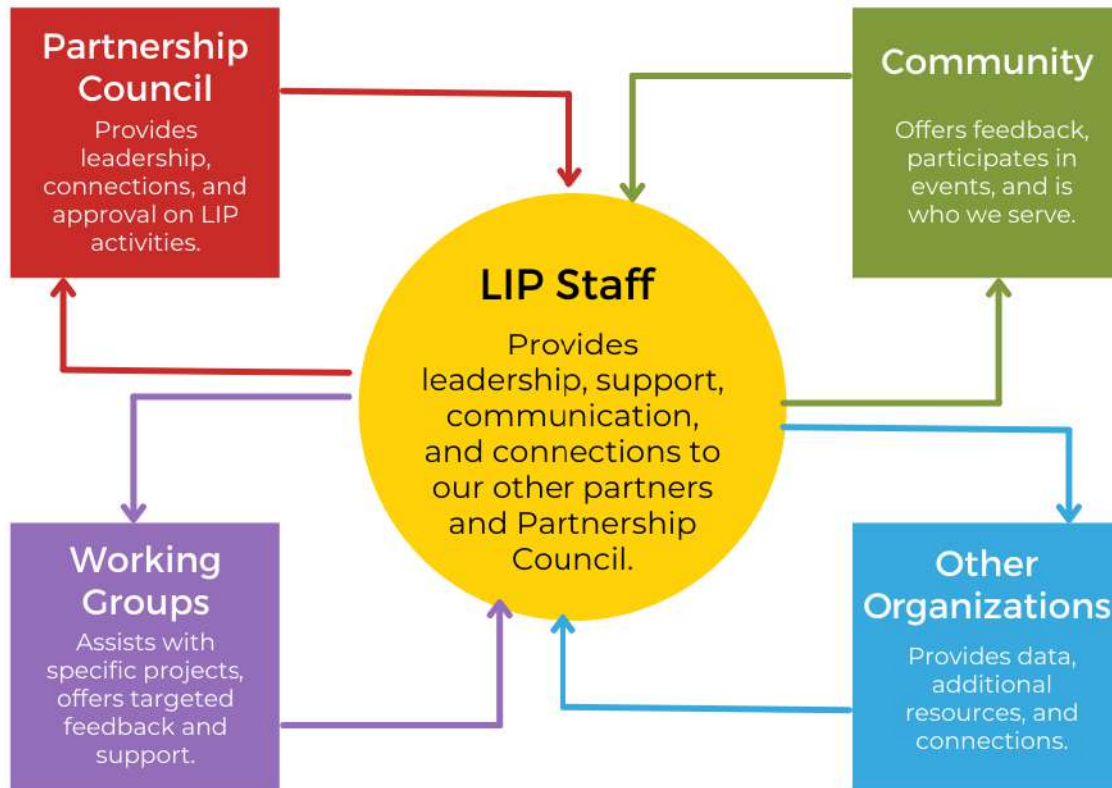 Partnership
Council
Provides
leadership,
connections, and
approval on LIP
activities.
Community
Offers feedback,
participates in
events, and is
who we serve.
LIP Staff
Provides
leadership, support,
communication,
and connections to
our other partners
and Partnership
Council.
Working
Groups
Assists with
specific projects,
offers targeted
feedback and
support.
Other
Organizations
Provides data,
additional
resources, and
connections.